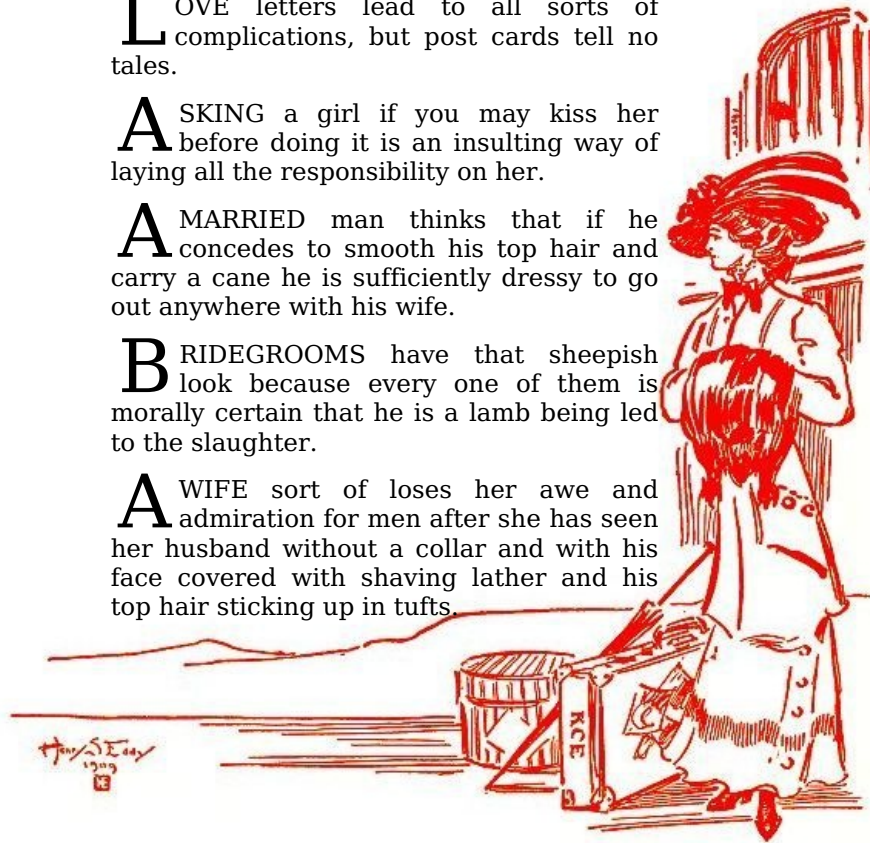 LOVE letters lead to all sorts of
complications, but post cards tell no
tales.
ASKING a girl if you may kiss her
before doing it is an insulting way of
laying all the responsibility on her.
A MARRIED man thinks that if he
concedes to smooth his top hair and
carry a cane he is sufficiently dressy to go
out anywhere with his wife.
BRIDEGROOMS have that sheepish
look because every one of them is
morally certain that he is a lamb being led
to the slaughter.
A WIFE sort of loses her awe and
admiration for men after she has seen
her husband without a collar and with his
face covered with shaving lather and his
top hair sticking up in tufts.
KCE
Henry S Eddy
1909